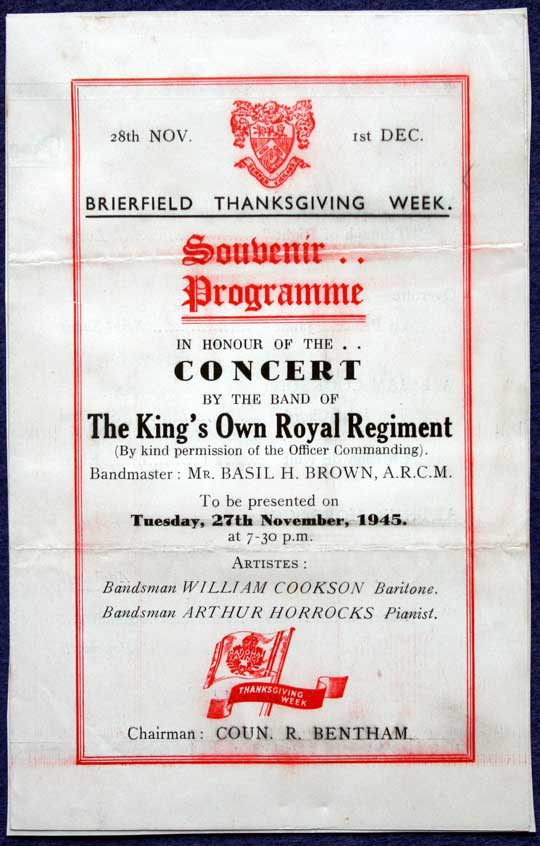 28th NOV. 1st DEC.
BRIERFIELD THANKSGIVING WEEK.
Souvenir . .
Programme
IN HONOUR OF THE . .
CONCERT
BY THE BAND OF
The King's Own Royal Regiment
(By kind permission of the Officer Commanding).
Bandmaster : MR. BASIL H. BROWN, A.R.C.M.
To be presented on
Tuesday, 27th November, 1945.
at 7-30 p.m.
ARTISTES :
Bandsman WILLIAM COOKSON Baritone.
Bandsman ARTHUR HORROCKS Pianist.
NATIONAL
SAVINGS
THANKSGIVING
WEEK
Chairman : COUN. R. BENTHAM.